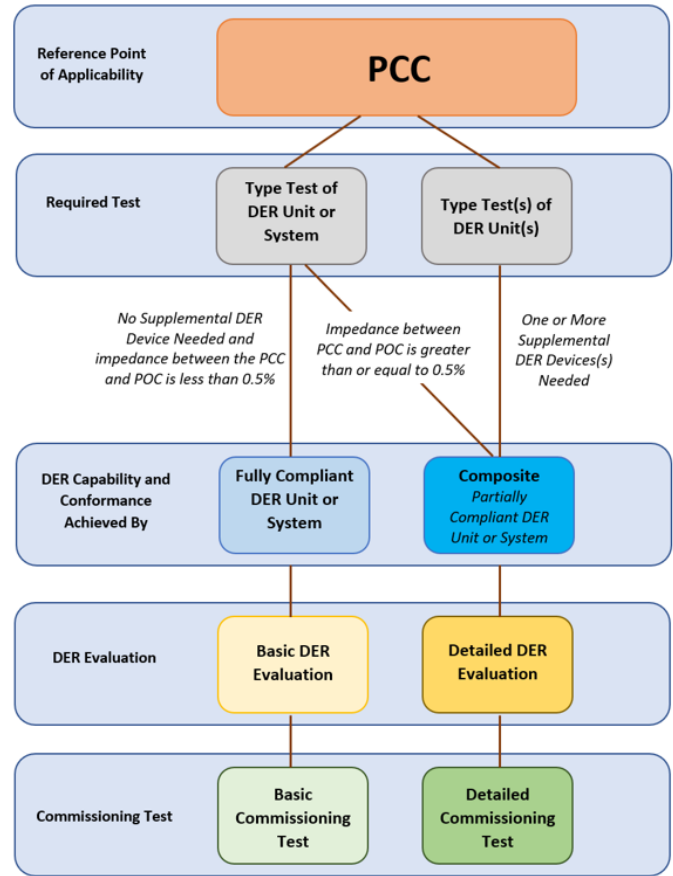 Reference Point
of Applicability
PCC
Required Test
Type Test of
DER Unit or
System
Type Test(s) of
DER Unit(s)
No Supplemental DER
Device Needed and
impedance between the PCC
and POC is less than 0.5%
Impedance between
PCC and POC is greater
than or equal to 0.5%
One or More
Supplemental
DER Devices(s)
Needed
DER Capability and
Conformance
Achieved By
Fully Compliant
DER Unit or
System
Composite
Partially
Compliant DER
Unit or System
DER Evaluation
Basic DER
Evaluation
Detailed DER
Evaluation
Commissioning Test
Basic
Commissioning
Test
Detailed
Commissioning
Test